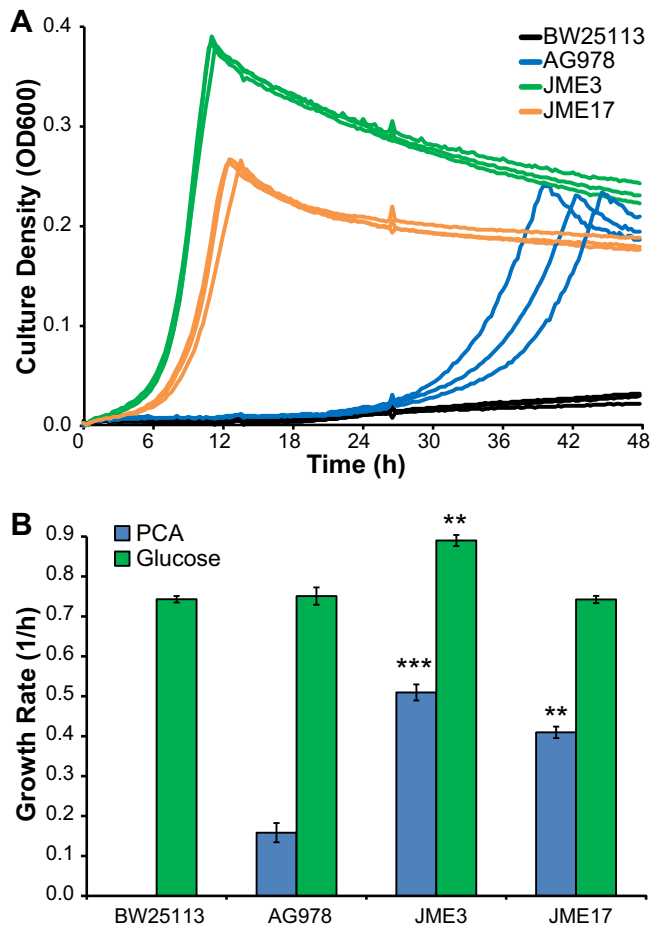 A
Culture Density (OD600)
0.4
0.3
0.2
0.1
0.0
0 6 12 18 24 30 36 42 48
Time (h)
BW25113
AG978
JME3
JME17
B
Growth Rate (1/h)
0.9
0.8
0.7
0.6
0.5
0.4
0.3
0.2
0.1
0.0
PCA
Glucose
**
***
**
BW25113 AG978 JME3 JME17